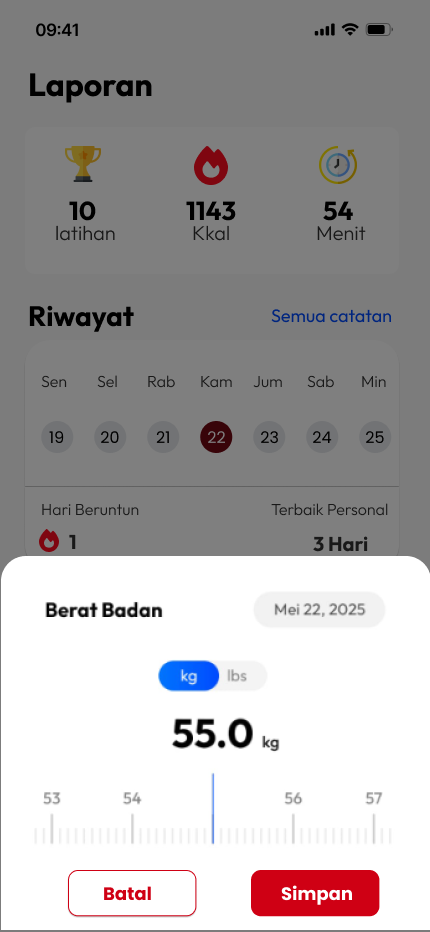 09:41
Laporan
10 1143 54
latihan Kkal Menit
Riwayat Semua catatan
Sen Sel Rab Kam Jum Sab Min
19 20 21 22 23 24 25
Hari Beruntun Terbaik Personal
1 3 Hari
Berat Badan Mei 22, 2025
kg lbs
55.0 kg
53 54 56 57
Batal Simpan